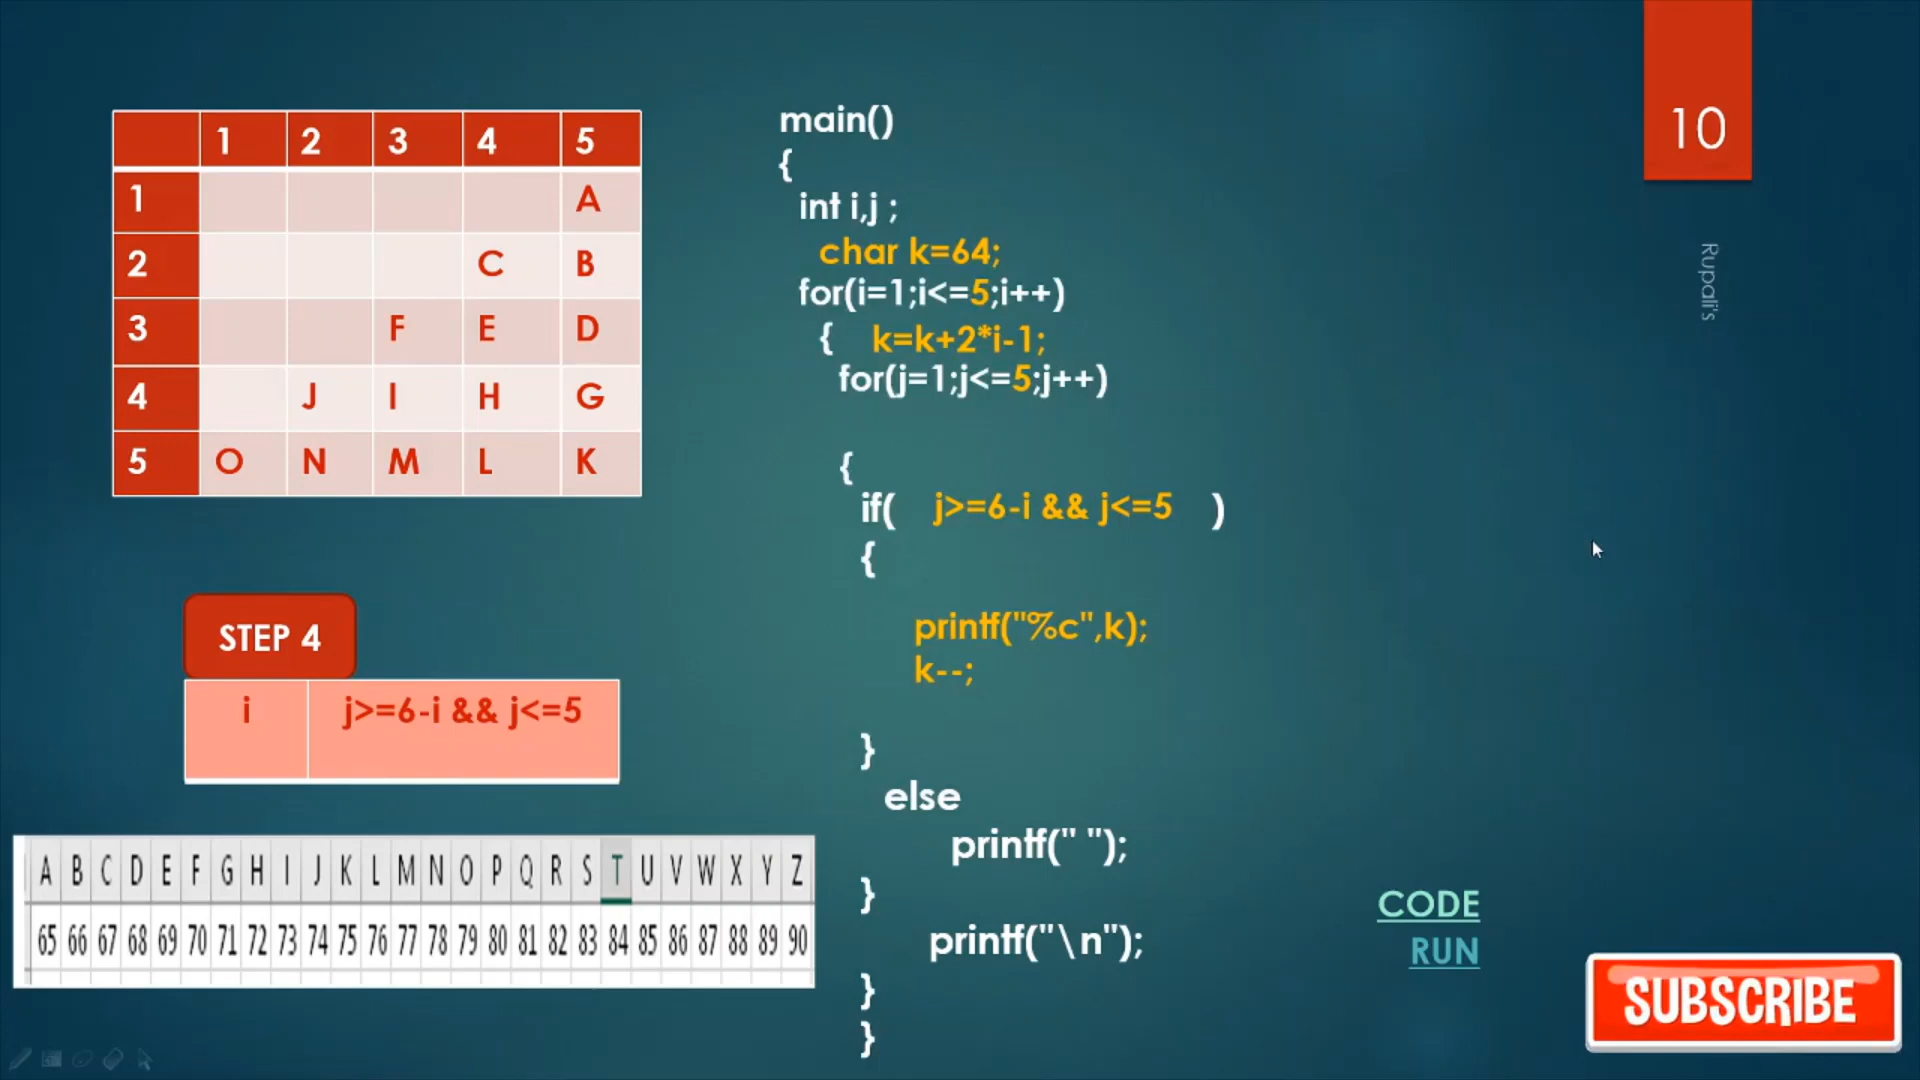 1 2 3 4 5
1 A
2 C B
3 F E D
4 J I H G
5 O N M L K
STEP 4
i j>=6-i && j<=5
A B C D E F G H I J K L M N O P Q R S T U V W X Y Z
65 66 67 68 69 70 71 72 73 74 75 76 77 78 79 80 81 82 83 84 85 86 87 88 89 90
main()
{
int i,j ;
char k=64;
for(i=1;i<=5;i++)
{ k=k+2*i-1;
for(j=1;j<=5;j++)
{
if( j>=6-i && j<=5 )
{
printf("%c",k);
k--;
}
else
printf(" ");
}
printf("\n");
}
}
10
Rupali's
CODE
RUN
SUBSCRIBE